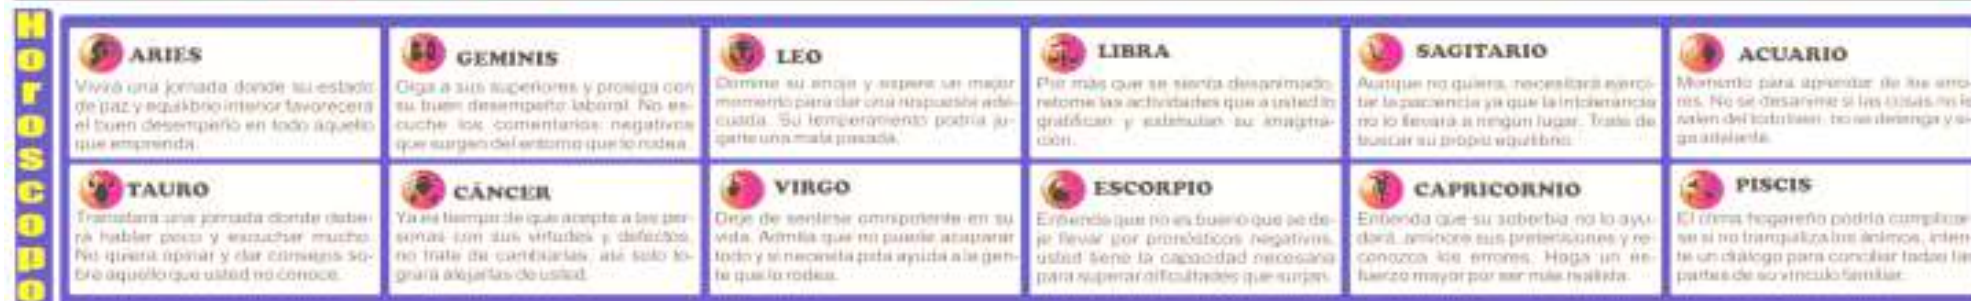 Horóscopo
ARIES
Vivirá una jornada donde su estado
de paz y equilibrio interior favorecerá
el buen desempeño en todo aquello
que emprenda.
GEMINIS
Oiga a sus superiores y prosiga con
su buen desempeño laboral. No es-
cuche los comentarios negativos
que surgen del entorno que lo rodea.
LEO
Domine su enojo y espere un mejor
momento para dar una respuesta ade-
cuada. Su temperamento podría ju-
garle una mala pasada.
LIBRA
Por más que se sienta desanimado,
retome las actividades que a usted lo
gratifican y estimulan su imagina-
ción.
SAGITARIO
Aunque no quiera, necesitará ejerci-
tar la paciencia ya que la intolerancia
no lo llevará a ningún lugar. Trate de
buscar su propio equilibrio.
ACUARIO
Momento para aprender de los erro-
res. No se desanime si las cosas no le
salen del todo bien, no se detenga y si-
ga adelante.
TAURO
Transitará una jornada donde debe-
rá hablar poco y escuchar mucho.
No quiera opinar y dar consejos so-
bre aquello que usted no conoce.
CÁNCER
Ya es tiempo de que acepte a las per-
sonas con sus virtudes y defectos,
no trate de cambiarlas, así solo lo-
grará alejarlas de usted.
VIRGO
Deje de sentirse omnipotente en su
vida. Admita que no puede acaparar
todo y si necesita pida ayuda a la gen-
te que lo rodea.
ESCORPIO
Entienda que no es bueno que se de-
je llevar por pronósticos negativos,
usted tiene la capacidad necesaria
para superar dificultades que surjan.
CAPRICORNIO
Entienda que su soberbia no lo ayu-
dará, aminore sus pretensiones y re-
conozca los errores. Haga un es-
fuerzo mayor por ser más realista.
PISCIS
El clima hogareño podría complicar-
se si no tranquiliza los ánimos, inten-
te un diálogo para conciliar todas las
partes de su vínculo familiar.